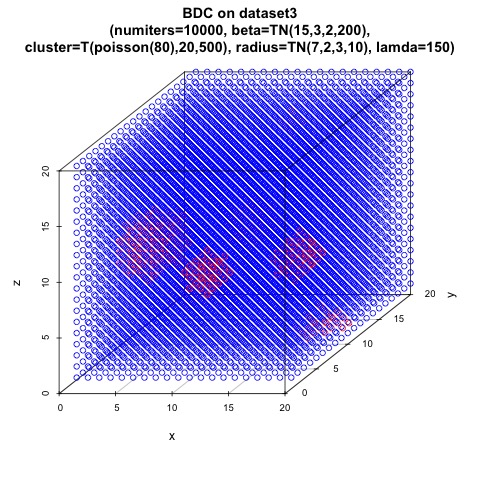 BDC on dataset3
(numiters=10000, beta=TN(15,3,2,200),
cluster=T(poisson(80),20,500), radius=TN(7,2,3,10), lamda=150)
20
15
10
5
0
z
0 5 10 15 20
x
0
5
10
15
20
y